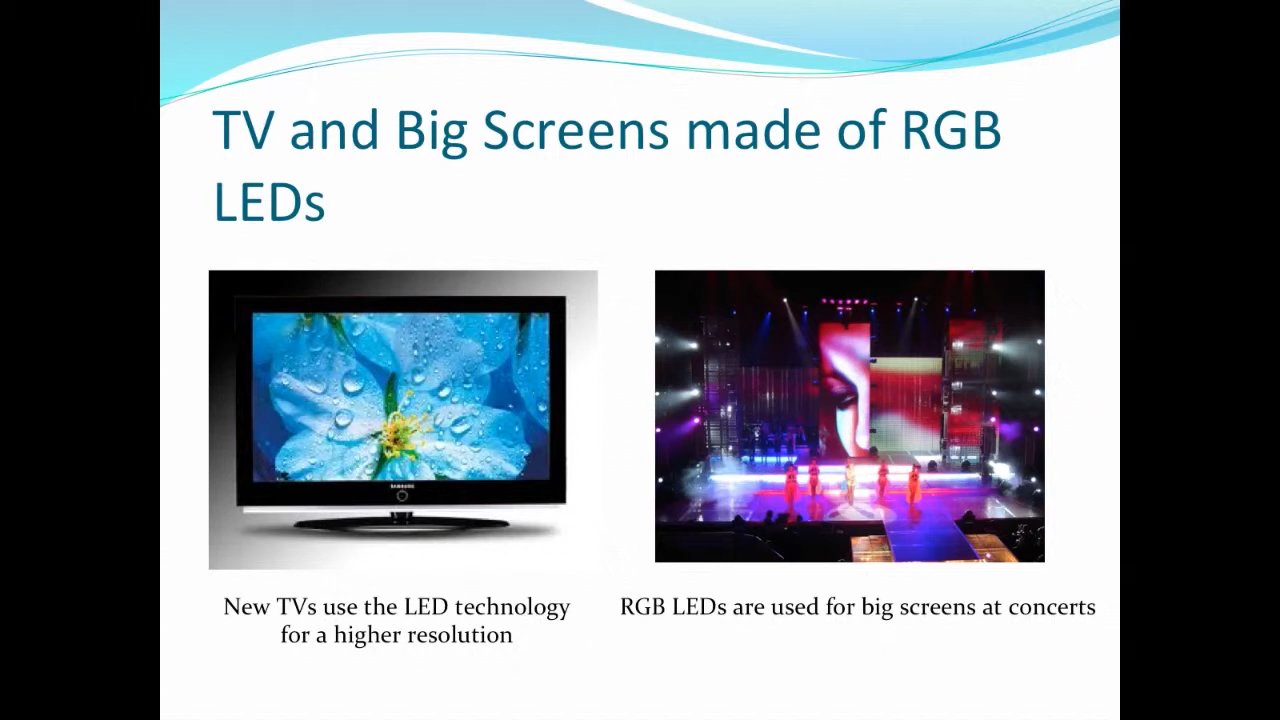 TV and Big Screens made of RGB
LEDs
SAMSUNG
New TVs use the LED technology
for a higher resolution
RGB LEDs are used for big screens at concerts